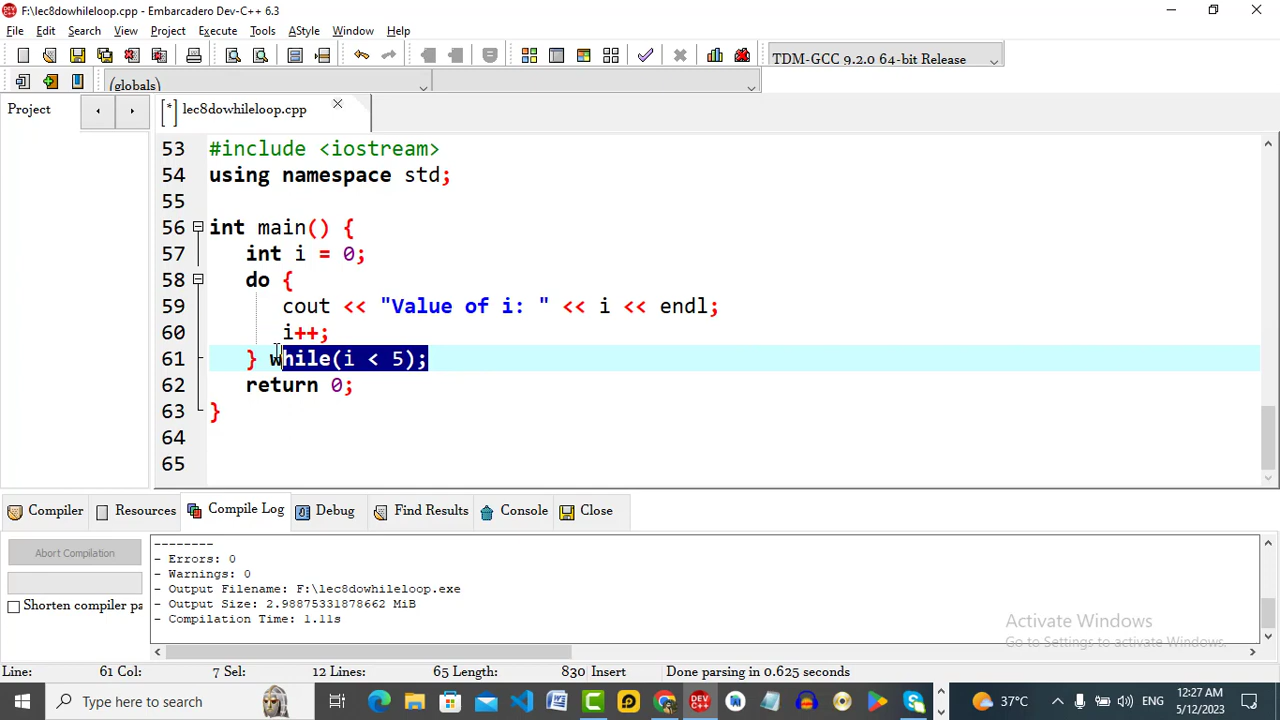 F:\lec8dowhileloop.cpp - Embarcadero Dev-C++ 6.3
File Edit Search View Project Execute Tools AStyle Window Help
TDM-GCC 9.2.0 64-bit Release
(globals)
Project
[*] lec8dowhileloop.cpp
53 #include <iostream>
54 using namespace std;
55
56 int main() {
57 int i = 0;
58 do {
59 cout << "Value of i: " << i << endl;
60 i++;
61 } while(i < 5);
62 return 0;
63 }
64
65
Compiler Resources Compile Log Debug Find Results Console Close
Abort Compilation
Shorten compiler pa
--------
- Errors: 0
- Warnings: 0
- Output Filename: F:\lec8dowhileloop.exe
- Output Size: 2.98875331878662 MiB
- Compilation Time: 1.11s
Activate Windows
Go to Settings to activate Windows.
Line: 61 Col: 7 Sel: 12 Lines: 65 Length: 830 Insert Done parsing in 0.625 seconds
Type here to search
37°C
ENG
12:27 AM
5/12/2023